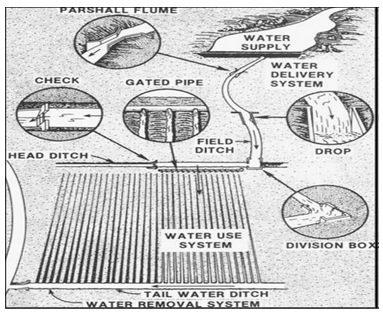 PARSHALL FLUME
WATER
SUPPLY
WATER
DELIVERY
SYSTEM
CHECK
GATED PIPE
FIELD
DITCH
DROP
HEAD DITCH
WATER USE
SYSTEM
DIVISION BOX
TAIL WATER DITCH
WATER REMOVAL SYSTEM